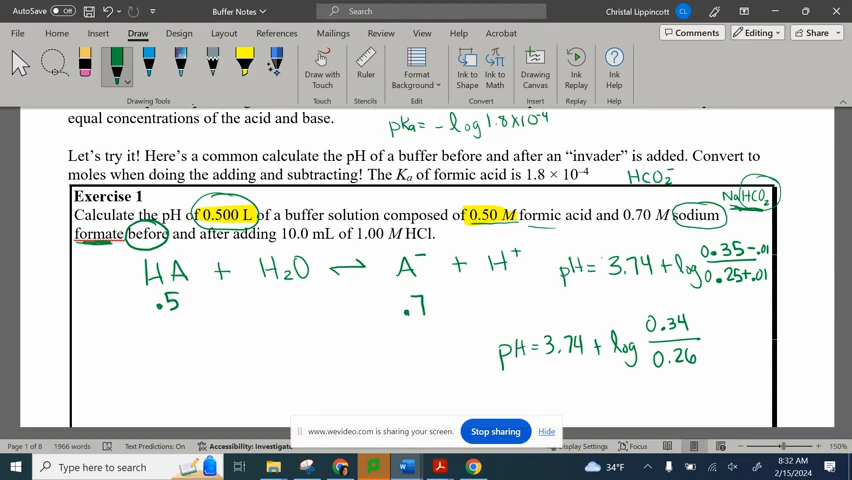 AutoSave Off Buffer Notes Search Christal Lippincott CL
File Home Insert Draw Design Layout References Mailings Review View Help Acrobat Comments Editing Share
Draw with Touch Ruler Format Background Drawing Canvas Ink to Shape Ink to Math Ink Replay Ink Help
Drawing Tools Touch Convert Insert Replay Help
equal concentrations of the acid and base.
pKa = - log 1.8x10⁻⁴
Let's try it! Here's a common calculate the pH of a buffer before and after an “invader” is added. Convert to
moles when doing the adding and subtracting! The Kₐ of formic acid is 1.8 × 10⁻⁴
HCO₂⁻
NaHCO₂
Exercise 1
Calculate the pH of 0.500 L of a buffer solution composed of 0.50 M formic acid and 0.70 M sodium
formate before and after adding 10.0 mL of 1.00 M HCl.
HA + H₂O ⇌ A⁻ + H⁺
.5 .7
pH = 3.74 + log 0.35-.01 / 0.25+.01
pH = 3.74 + log 0.34 / 0.26
www.wevideo.com is sharing your screen. Stop sharing Hide
Page 1 of 8 1966 words Text Predictions: On Accessibility: Investigate Display Settings Focus 150%
Type here to search 34°F 8:32 AM
2/15/2024